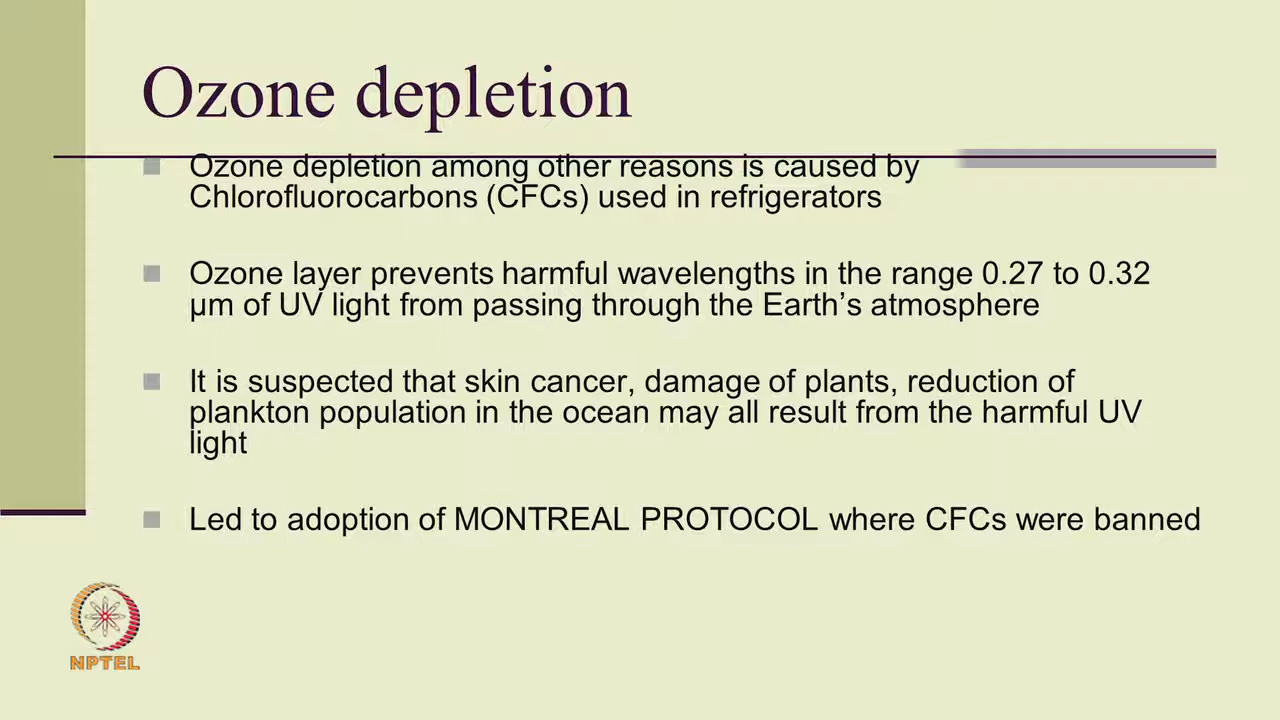 Ozone depletion
Ozone depletion among other reasons is caused by
Chlorofluorocarbons (CFCs) used in refrigerators
Ozone layer prevents harmful wavelengths in the range 0.27 to 0.32
μm of UV light from passing through the Earth’s atmosphere
It is suspected that skin cancer, damage of plants, reduction of
plankton population in the ocean may all result from the harmful UV
light
Led to adoption of MONTREAL PROTOCOL where CFCs were banned
NPTEL